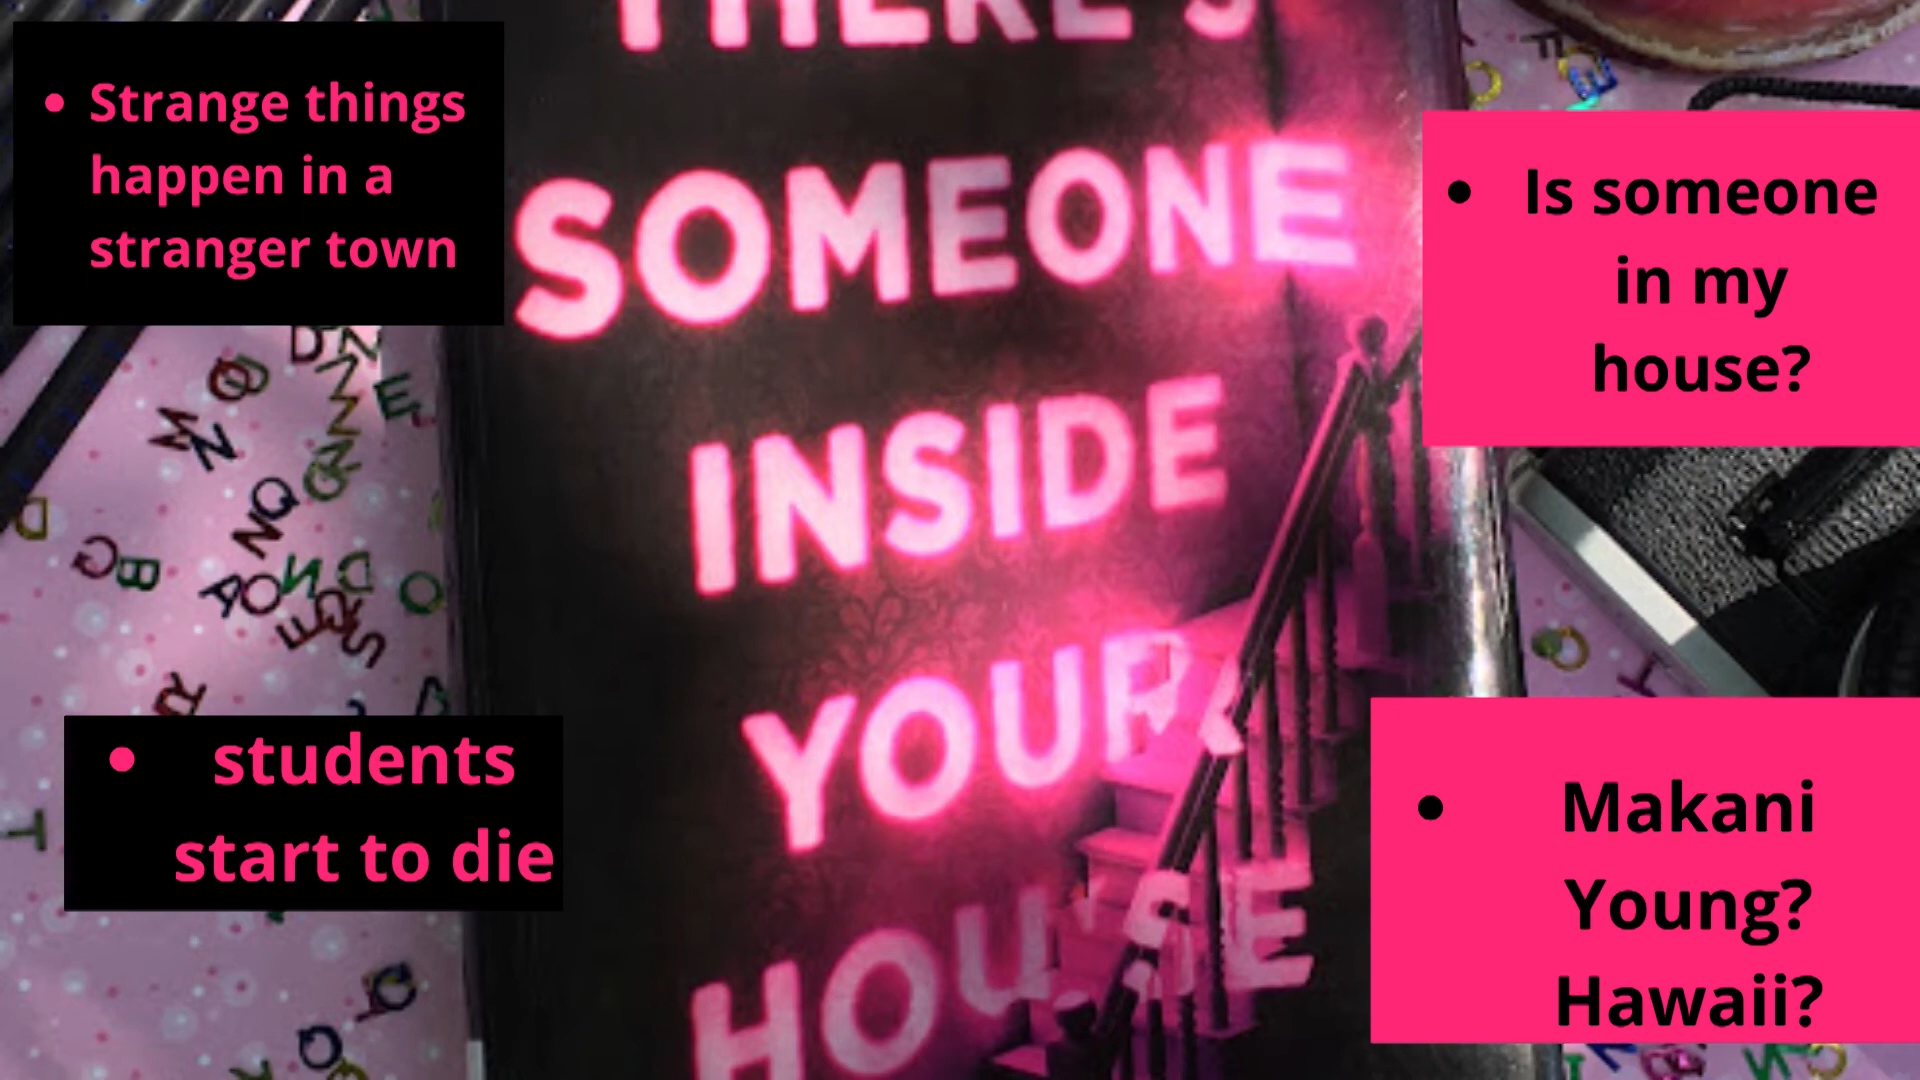 • Strange things
happen in a
stranger town
THERE'S
SOMEONE
INSIDE
YOUR
HOUSE
• Is someone
in my
house?
• students
start to die
• Makani
Young?
Hawaii?